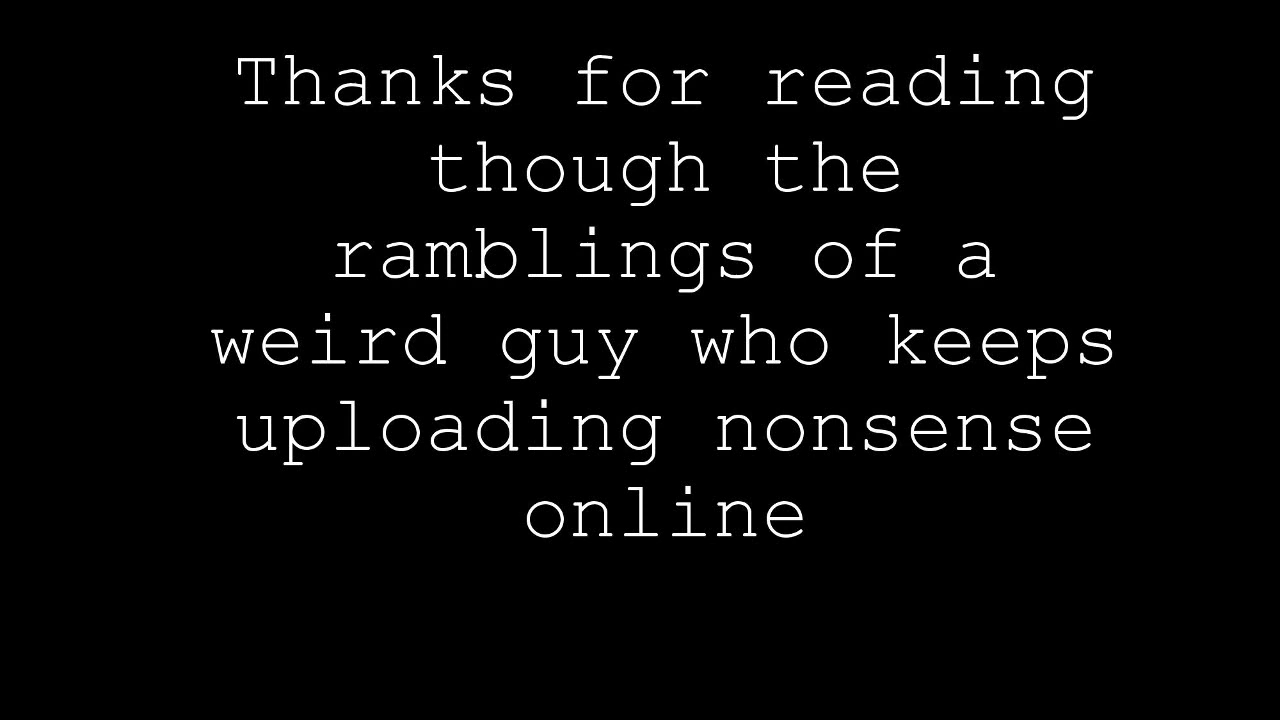 Thanks for reading
though the
ramblings of a
weird guy who keeps
uploading nonsense
online